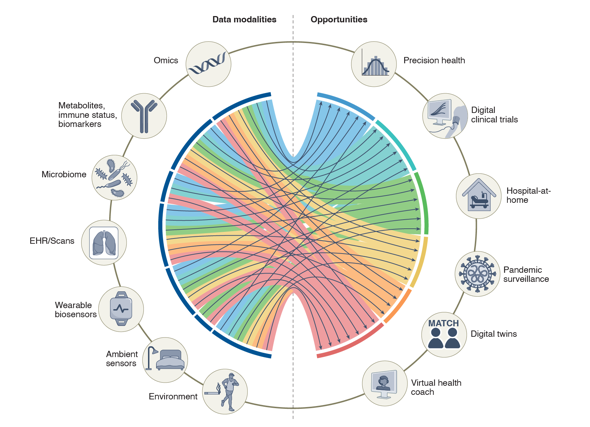 Data modalities
Opportunities
Omics
Metabolites,
immune status,
biomarkers
Microbiome
EHR/Scans
Wearable
biosensors
Ambient
sensors
Environment
Precision health
Digital
clinical trials
Hospital-at-
home
Pandemic
surveillance
MATCH
Digital twins
Virtual health
coach